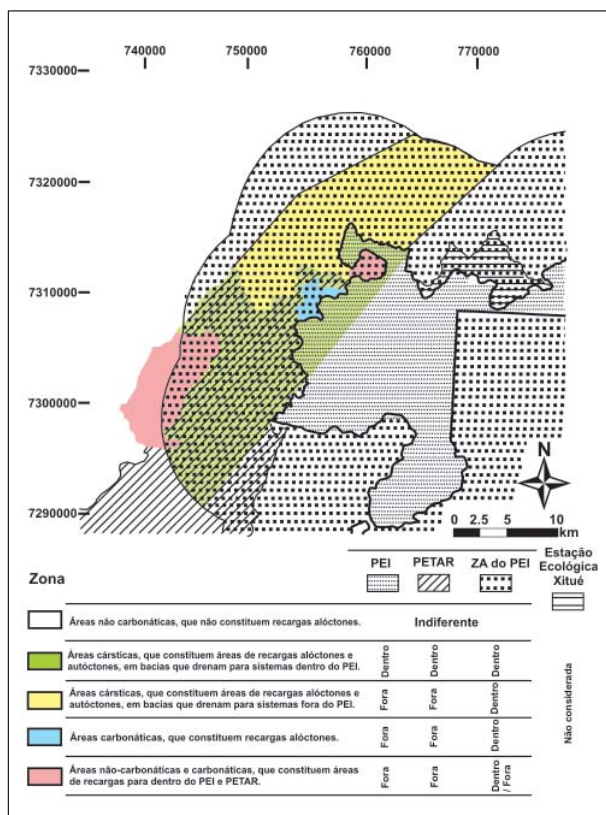 740000 750000 760000 770000
7330000
7320000
7310000
7300000
7290000
N
0 2.5 5 10
km
PEI PETAR ZA do PEI Estação Ecológica Xitué
Zona
Áreas não carbonáticas, que não constituem recargas alóctones. Indiferente
Áreas cársticas, que constituem áreas de recargas alóctones e
autóctones, em bacias que drenam para sistemas dentro do PEI.
Dentro Dentro Dentro
Áreas cársticas, que constituem áreas de recargas alóctones e
autóctones, em bacias que drenam para sistemas fora do PEI.
Fora Fora Dentro
Áreas carbonáticas, que constituem recargas alóctones.
Fora Fora Dentro
Áreas não-carbonáticas e carbonáticas, que constituem áreas
de recargas para dentro do PEI e PETAR.
Fora Fora Dentro / Fora
Não considerada